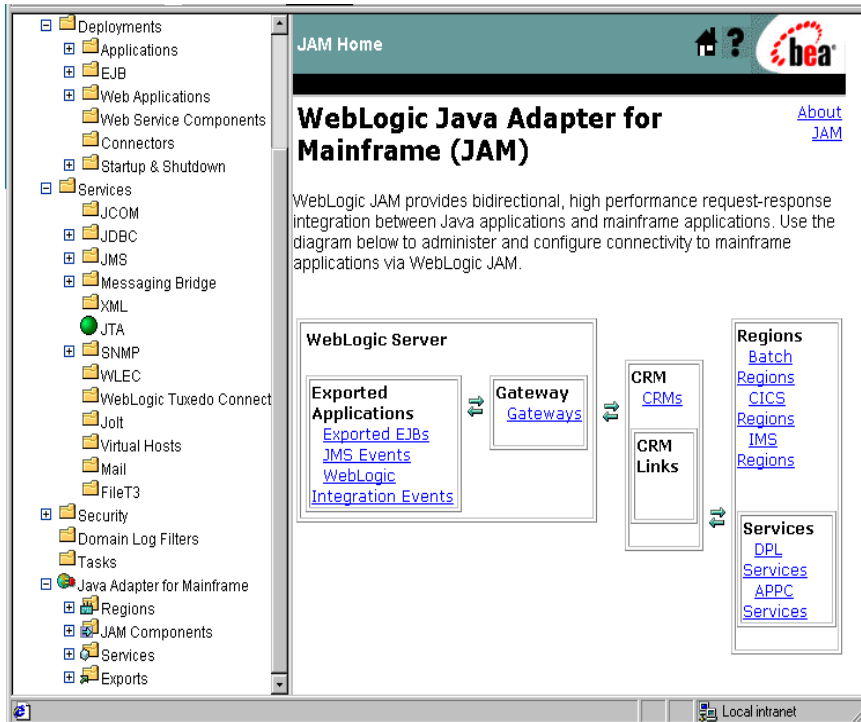 Deployments
Applications
EJB
Web Applications
Web Service Components
Connectors
Startup & Shutdown
Services
JCOM
JDBC
JMS
Messaging Bridge
XML
JTA
SNMP
WLEC
WebLogic Tuxedo Connect
Jolt
Virtual Hosts
Mail
FileT3
Security
Domain Log Filters
Tasks
Java Adapter for Mainframe
Regions
JAM Components
Services
Exports
JAM Home
?
bea
WebLogic Java Adapter for
Mainframe (JAM)
About
JAM
WebLogic JAM provides bidirectional, high performance request-response
integration between Java applications and mainframe applications. Use the
diagram below to administer and configure connectivity to mainframe
applications via WebLogic JAM.
WebLogic Server
Exported
Applications
Exported EJBs
JMS Events
WebLogic
Integration Events
Gateway
Gateways
CRM
CRMs
CRM
Links
Regions
Batch
Regions
CICS
Regions
IMS
Regions
Services
DPL
Services
APPC
Services
Local intranet